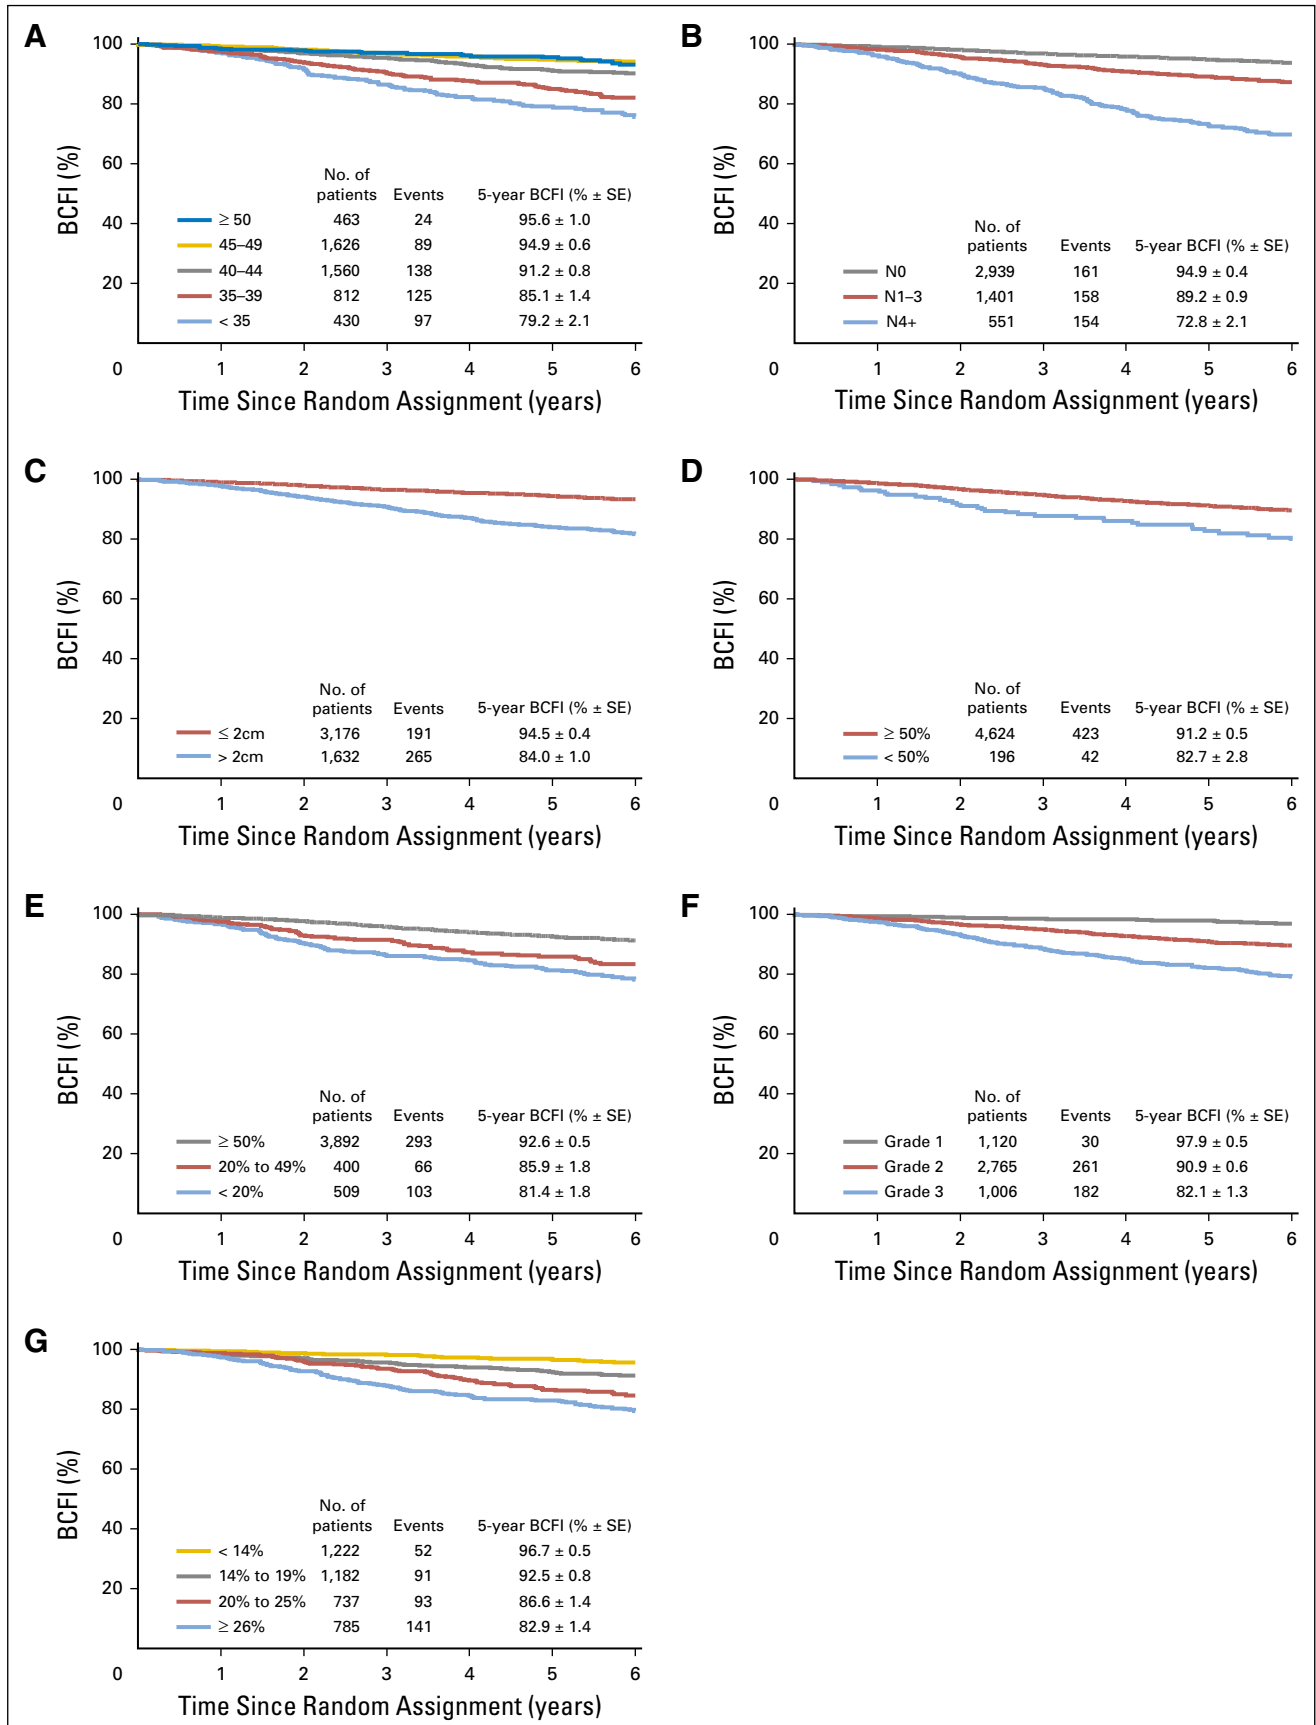 A
100
80
60
40
20
0
BCFI (%)
No. of
patients Events 5-year BCFI (% ± SE)
≥ 50 463 24 95.6 ± 1.0
45–49 1,626 89 94.9 ± 0.6
40–44 1,560 138 91.2 ± 0.8
35–39 812 125 85.1 ± 1.4
< 35 430 97 79.2 ± 2.1
1 2 3 4 5 6
Time Since Random Assignment (years)
B
100
80
60
40
20
0
BCFI (%)
No. of
patients Events 5-year BCFI (% ± SE)
N0 2,939 161 94.9 ± 0.4
N1–3 1,401 158 89.2 ± 0.9
N4+ 551 154 72.8 ± 2.1
1 2 3 4 5 6
Time Since Random Assignment (years)
C
100
80
60
40
20
0
BCFI (%)
No. of
patients Events 5-year BCFI (% ± SE)
≤ 2cm 3,176 191 94.5 ± 0.4
> 2cm 1,632 265 84.0 ± 1.0
1 2 3 4 5 6
Time Since Random Assignment (years)
D
100
80
60
40
20
0
BCFI (%)
No. of
patients Events 5-year BCFI (% ± SE)
≥ 50% 4,624 423 91.2 ± 0.5
< 50% 196 42 82.7 ± 2.8
1 2 3 4 5 6
Time Since Random Assignment (years)
E
100
80
60
40
20
0
BCFI (%)
No. of
patients Events 5-year BCFI (% ± SE)
≥ 50% 3,892 293 92.6 ± 0.5
20% to 49% 400 66 85.9 ± 1.8
< 20% 509 103 81.4 ± 1.8
1 2 3 4 5 6
Time Since Random Assignment (years)
F
100
80
60
40
20
0
BCFI (%)
No. of
patients Events 5-year BCFI (% ± SE)
Grade 1 1,120 30 97.9 ± 0.5
Grade 2 2,765 261 90.9 ± 0.6
Grade 3 1,006 182 82.1 ± 1.3
1 2 3 4 5 6
Time Since Random Assignment (years)
G
100
80
60
40
20
0
BCFI (%)
No. of
patients Events 5-year BCFI (% ± SE)
< 14% 1,222 52 96.7 ± 0.5
14% to 19% 1,182 91 92.5 ± 0.8
20% to 25% 737 93 86.6 ± 1.4
≥ 26% 785 141 82.9 ± 1.4
1 2 3 4 5 6
Time Since Random Assignment (years)